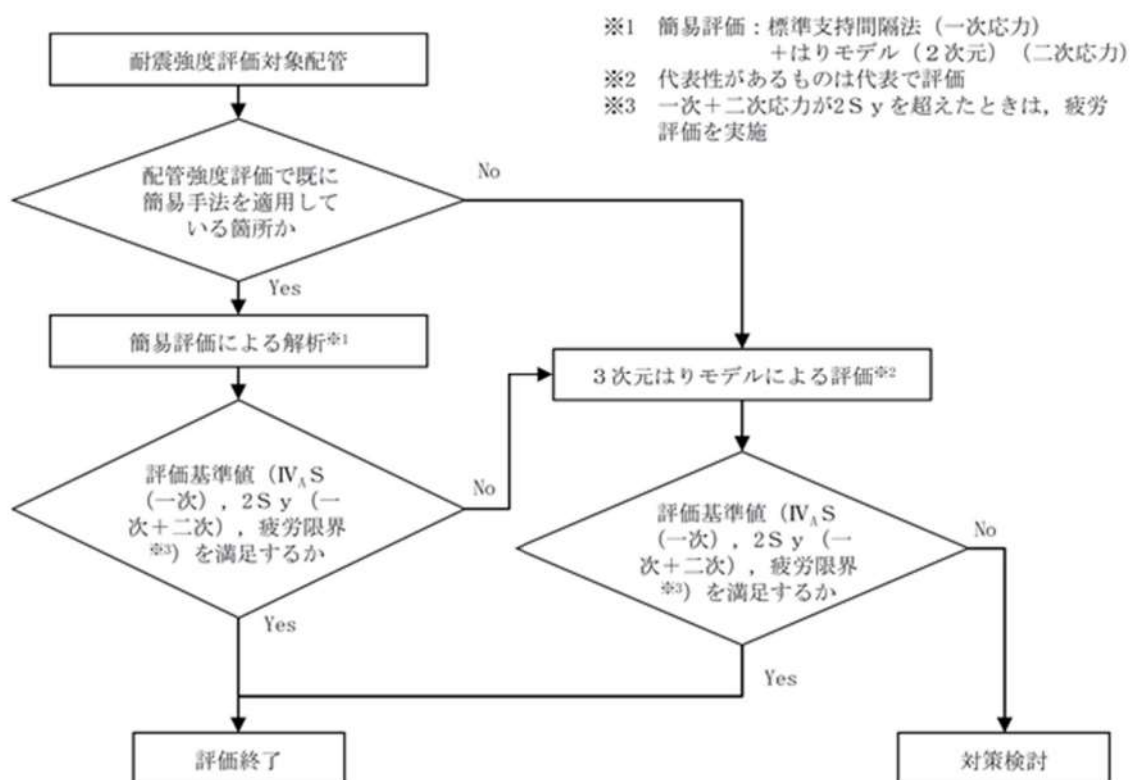 ※1 簡易評価：標準支持間隔法（一次応力）
＋はりモデル（２次元）（二次応力）
※2 代表性があるものは代表で評価
※3 一次＋二次応力が2Ｓｙを超えたときは，疲労
評価を実施
耐震強度評価対象配管
配管強度評価で既に
簡易手法を適用して
いる箇所か
No
Yes
簡易評価による解析※1
３次元はりモデルによる評価※2
評価基準値（ⅣAＳ
（一次），2Ｓｙ（一
次＋二次），疲労限界
※3）を満足するか
No
Yes
評価基準値（ⅣAＳ
（一次），2Ｓｙ（一
次＋二次），疲労限界
※3）を満足するか
No
Yes
評価終了
対策検討